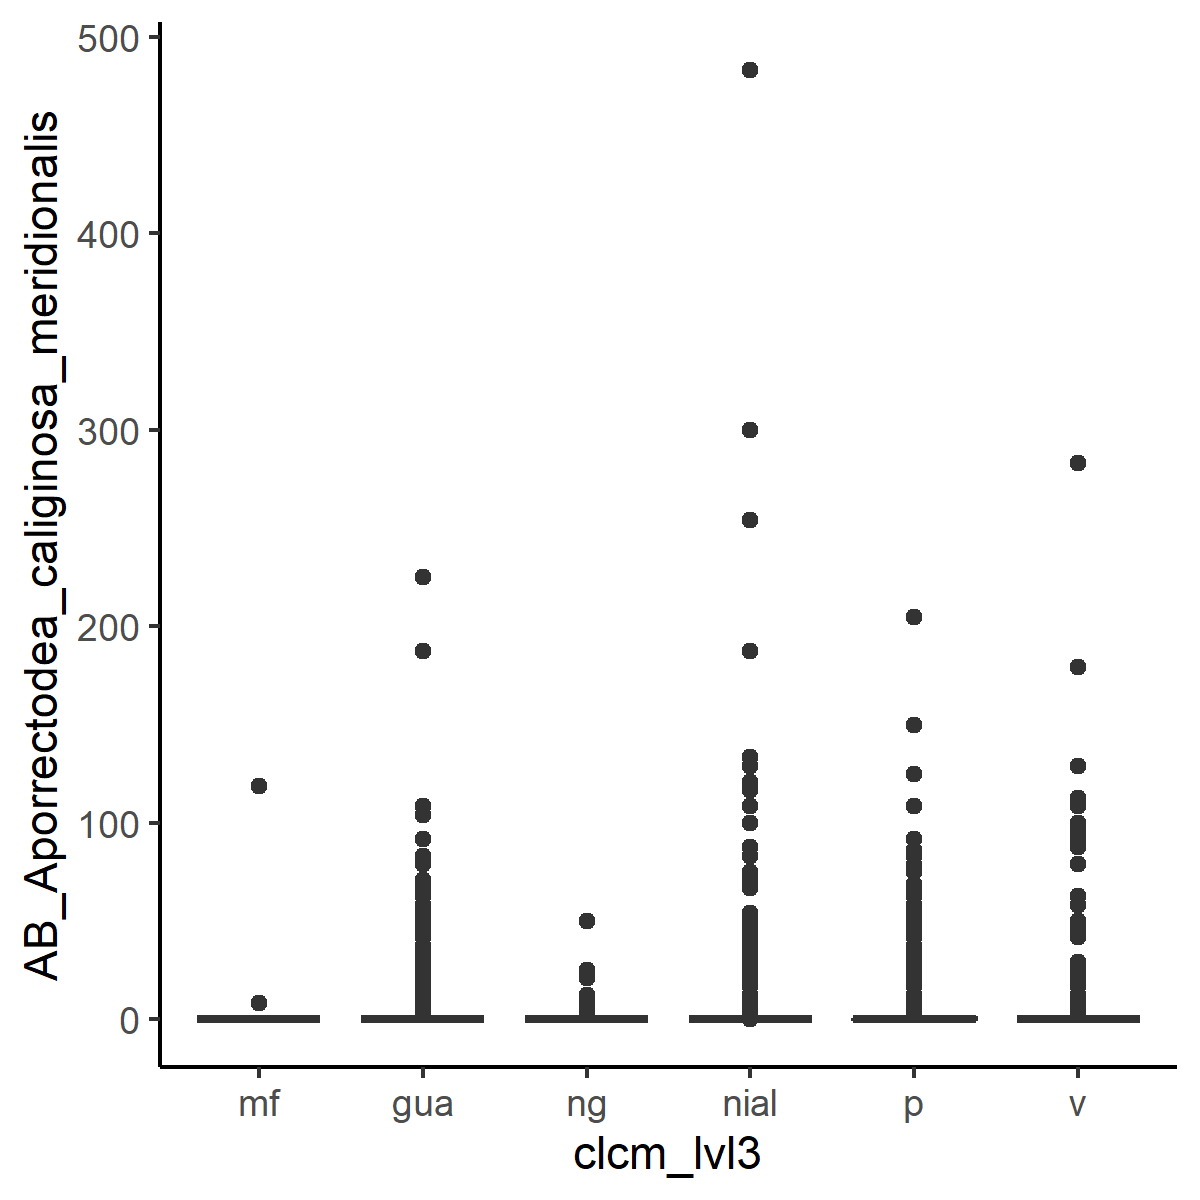 AB_Aporrectodea_caliginosa_meridionalis
500
400
300
200
100
0
mf gua ng nial p v
clcm_lvl3